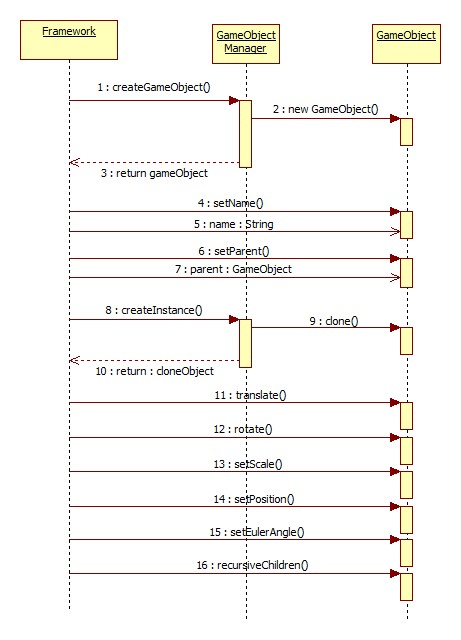 Framework
GameObject
Manager
GameObject
1 : createGameObject()
2 : new GameObject()
3 : return gameObject
4 : setName()
5 : name : String
6 : setParent()
7 : parent : GameObject
8 : createInstance()
9 : clone()
10 : return : cloneObject
11 : translate()
12 : rotate()
13 : setScale()
14 : setPosition()
15 : setEulerAngle()
16 : recursiveChildren()